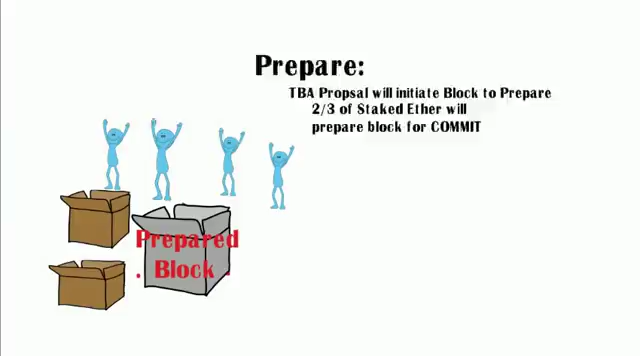 Prepare:
TBA Propsal will initiate Block to Prepare
2/3 of Staked Ether will
prepare block for COMMIT
Prepared
. Block .